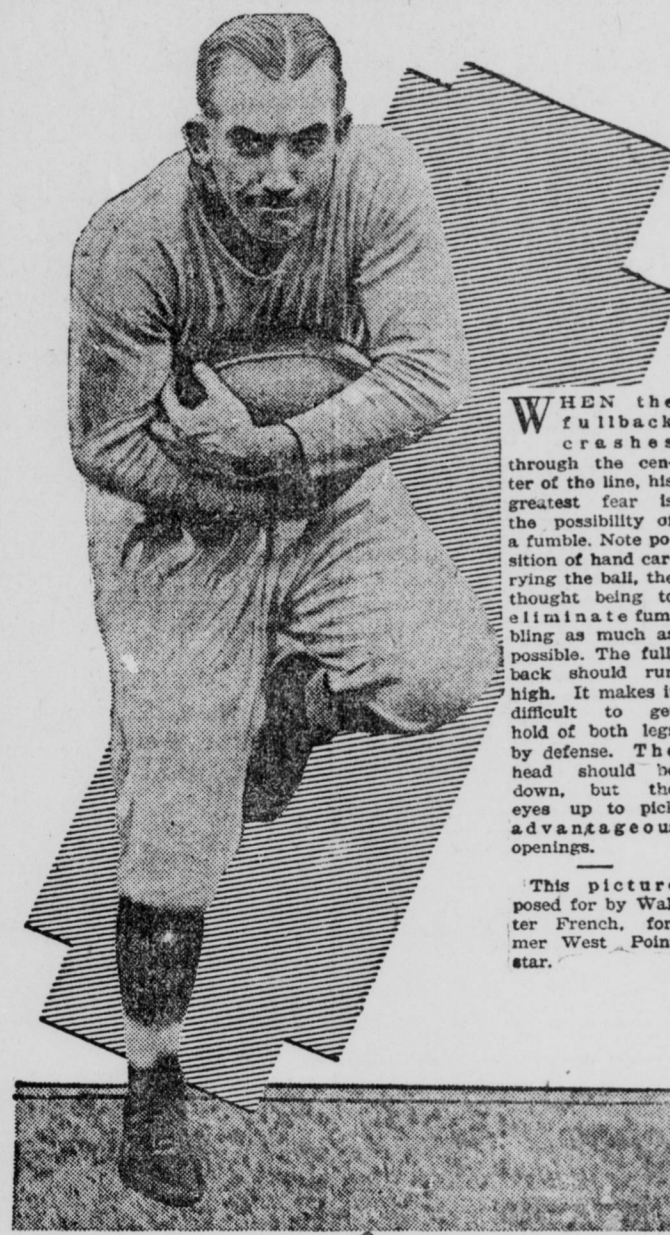 WHEN the
fullback
crashes
through the cen-
ter of the line, his
greatest fear is
the possibility of
a fumble. Note po
sition of hand car
rying the ball, the
thought being to
eliminate fum
bling as much as
possible. The full
back should run
high. It makes i
difficult to ge
hold of both legs
by defense. The
head should be
down, but the
eyes up to pick
advantageous
openings.
This picture
posed for by Wal
ter French, for
mer West Poin
star.